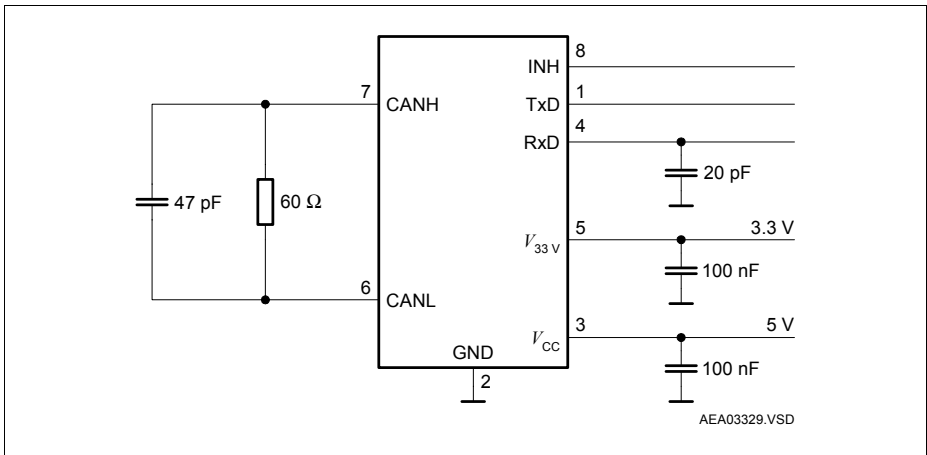 8
INH
7
1
CANH
TxD
4
RxD
20 pF
47 pF
60 Ω
5
3.3 V
V33 V
100 nF
6
CANL
3
5 V
VCC
GND
100 nF
2
AEA03329.VSD